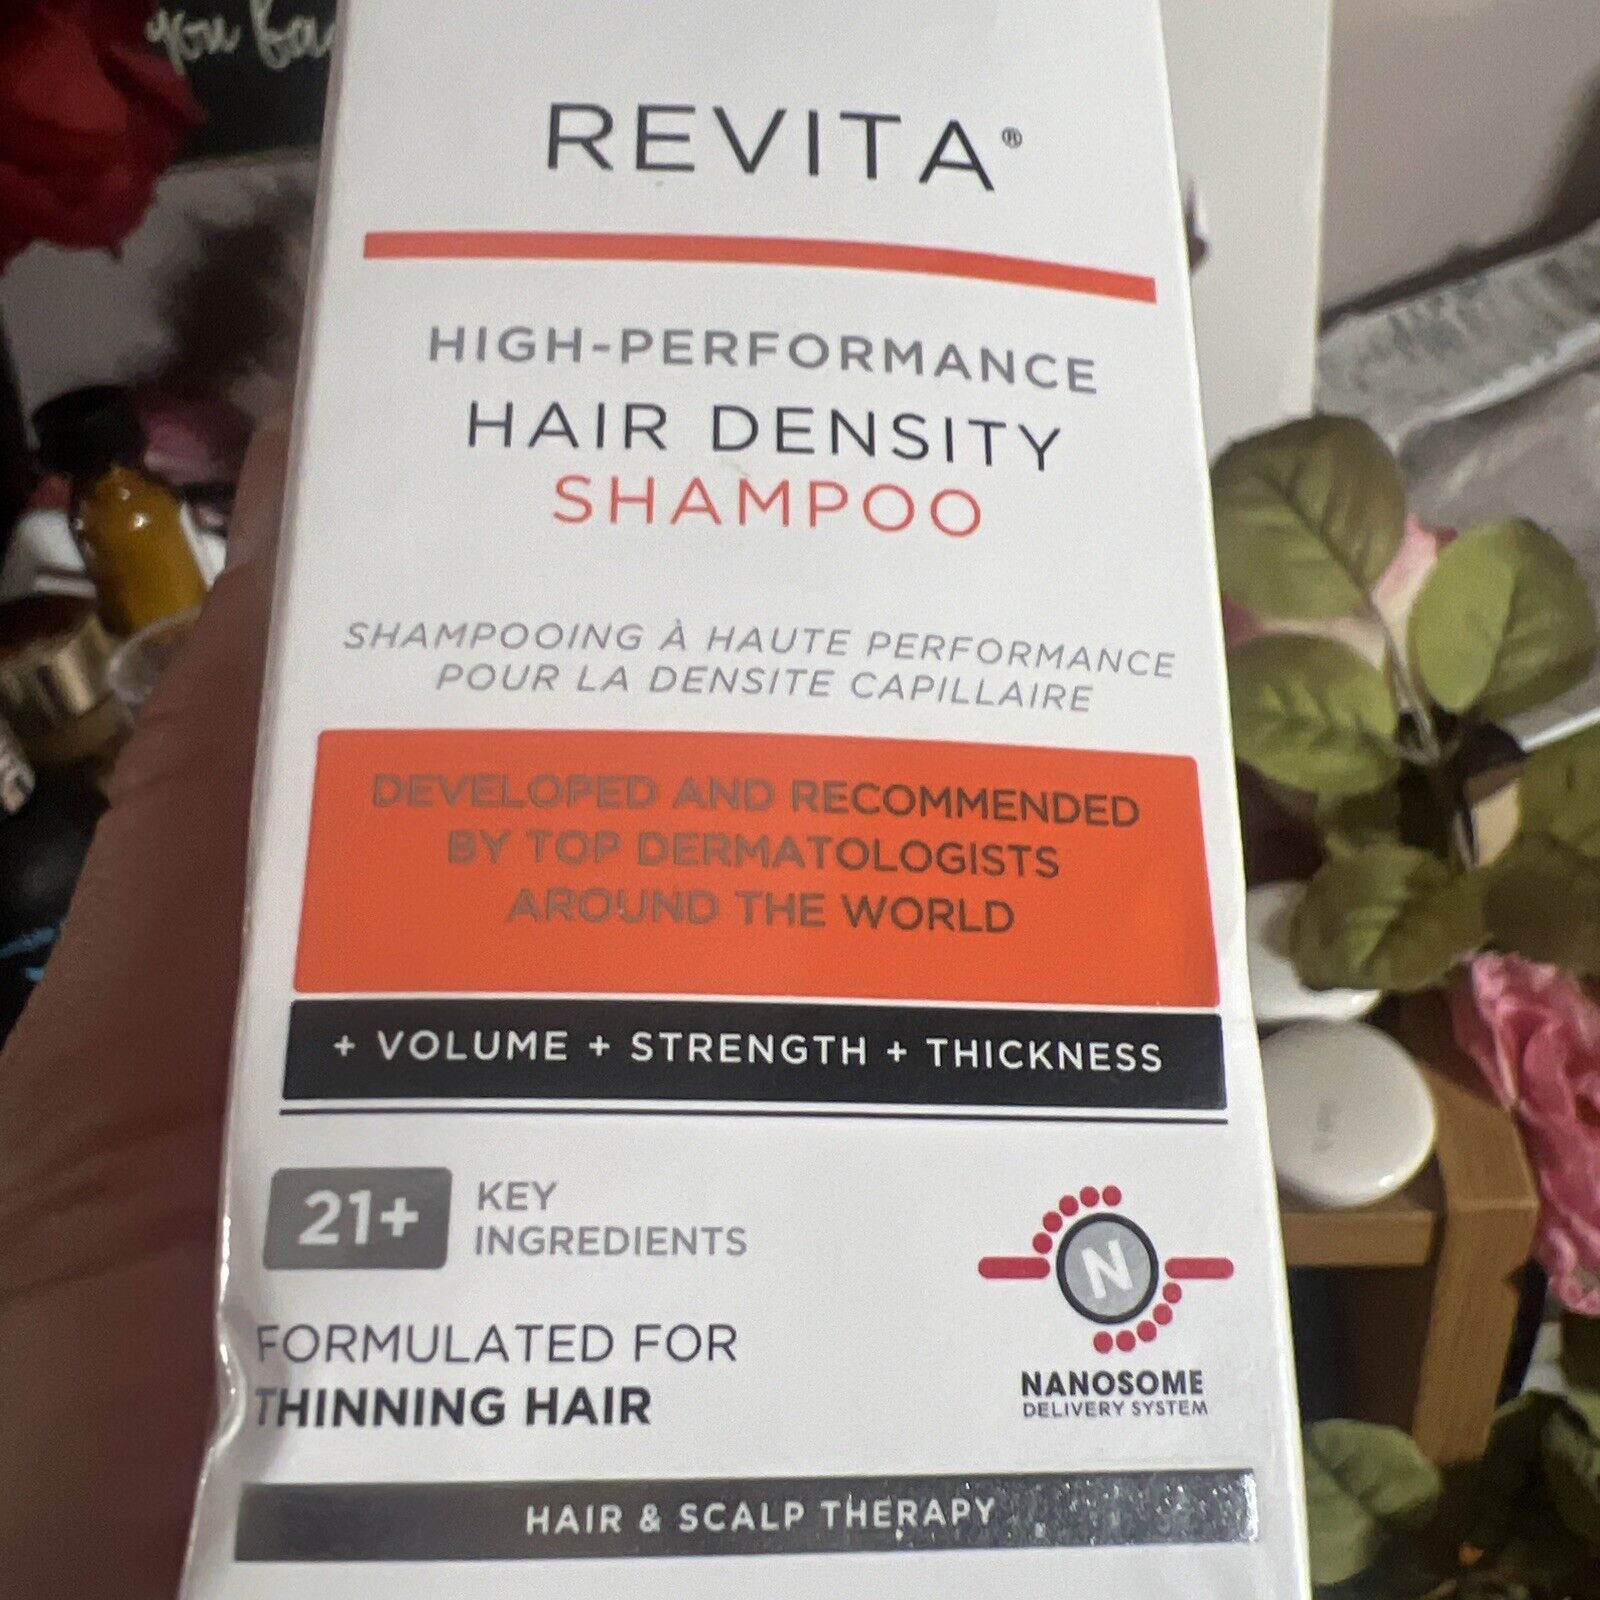 you
REVITA®
HIGH-PERFORMANCE
HAIR DENSITY
SHAMPOO
SHAMPOOING À HAUTE PERFORMANCE
POUR LA DENSITE CAPILLAIRE
DEVELOPED AND RECOMMENDED
BY TOP DERMATOLOGISTS
AROUND THE WORLD
+ VOLUME + STRENGTH + THICKNESS
21+ KEY
INGREDIENTS
N
FORMULATED FOR
THINNING HAIR
NANOSOME
DELIVERY SYSTEM
HAIR & SCALP THERAPY